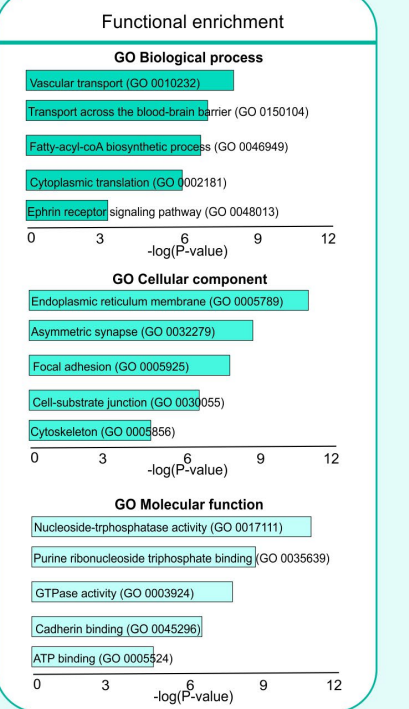 Functional enrichment
GO Biological process
Vascular transport (GO 0010232)
Transport across the blood-brain barrier (GO 0150104)
Fatty-acyl-coA biosynthetic process (GO 0046949)
Cytoplasmic translation (GO 0002181)
Ephrin receptor signaling pathway (GO 0048013)
0 3 6 9 12
-log(P-value)
GO Cellular component
Endoplasmic reticulum membrane (GO 0005789)
Asymmetric synapse (GO 0032279)
Focal adhesion (GO 0005925)
Cell-substrate junction (GO 0030055)
Cytoskeleton (GO 0005856)
0 3 6 9 12
-log(P-value)
GO Molecular function
Nucleoside-trphosphatase activity (GO 0017111)
Purine ribonucleoside triphosphate binding (GO 0035639)
GTPase activity (GO 0003924)
Cadherin binding (GO 0045296)
ATP binding (GO 0005524)
0 3 6 9 12
-log(P-value)